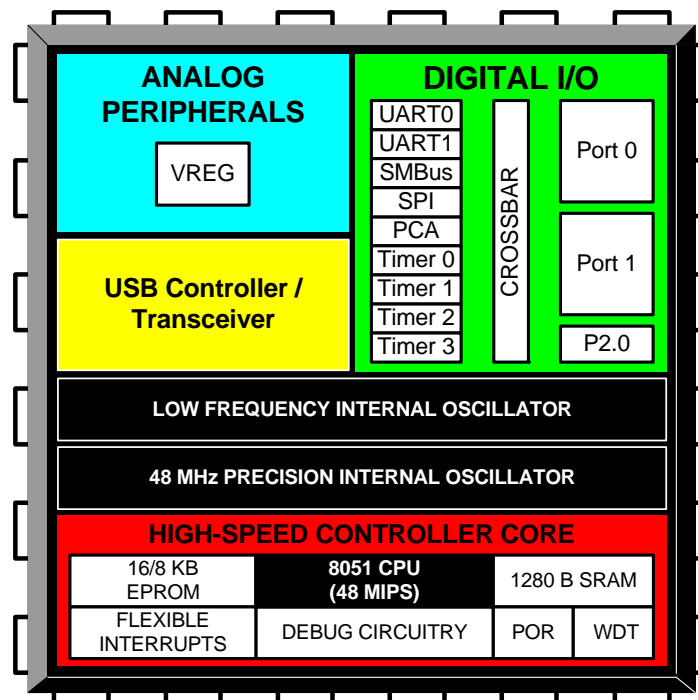 ANALOG
PERIPHERALS
VREG
USB Controller /
Transceiver
DIGITAL I/O
UART0
UART1
SMBus
SPI
PCA
Timer 0
Timer 1
Timer 2
Timer 3
CROSSBAR
Port 0
Port 1
P2.0
LOW FREQUENCY INTERNAL OSCILLATOR
48 MHz PRECISION INTERNAL OSCILLATOR
HIGH-SPEED CONTROLLER CORE
16/8 KB
EPROM
8051 CPU
(48 MIPS)
1280 B SRAM
FLEXIBLE
INTERRUPTS
DEBUG CIRCUITRY
POR
WDT